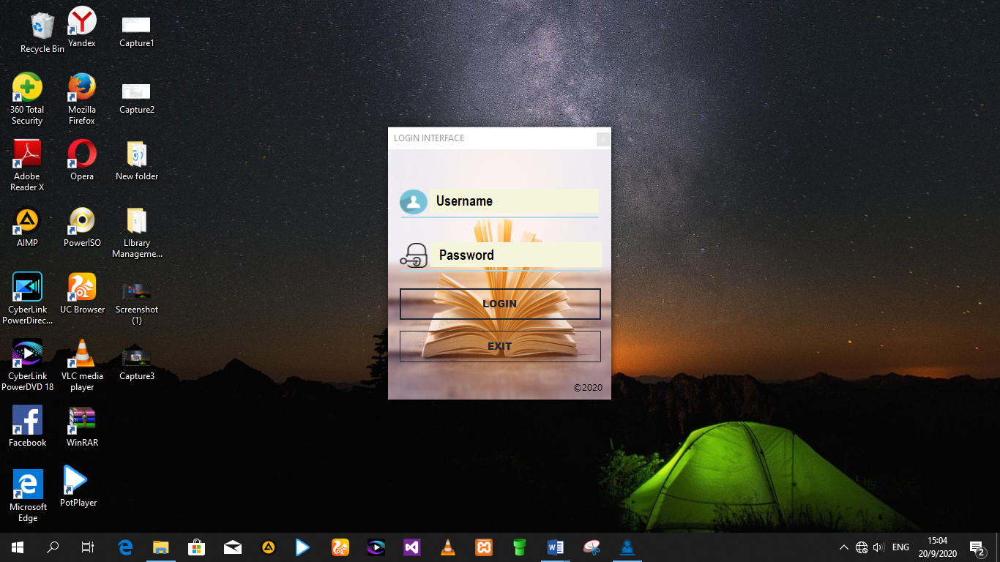 Recycle Bin
Yandex
Capture1
360 Total
Security
Mozilla
Firefox
Capture2
Adobe
Reader X
Opera
New folder
AIMP
PowerISO
LIbrary
Manageme...
CyberLink
PowerDirec...
UC Browser
Screenshot
(1)
CyberLink
PowerDVD 18
VLC media
player
Capture3
Facebook
WinRAR
Microsoft
Edge
PotPlayer
LOGIN INTERFACE
Username
Password
LOGIN
EXIT
©2020
ENG
15:04
20/9/2020
2